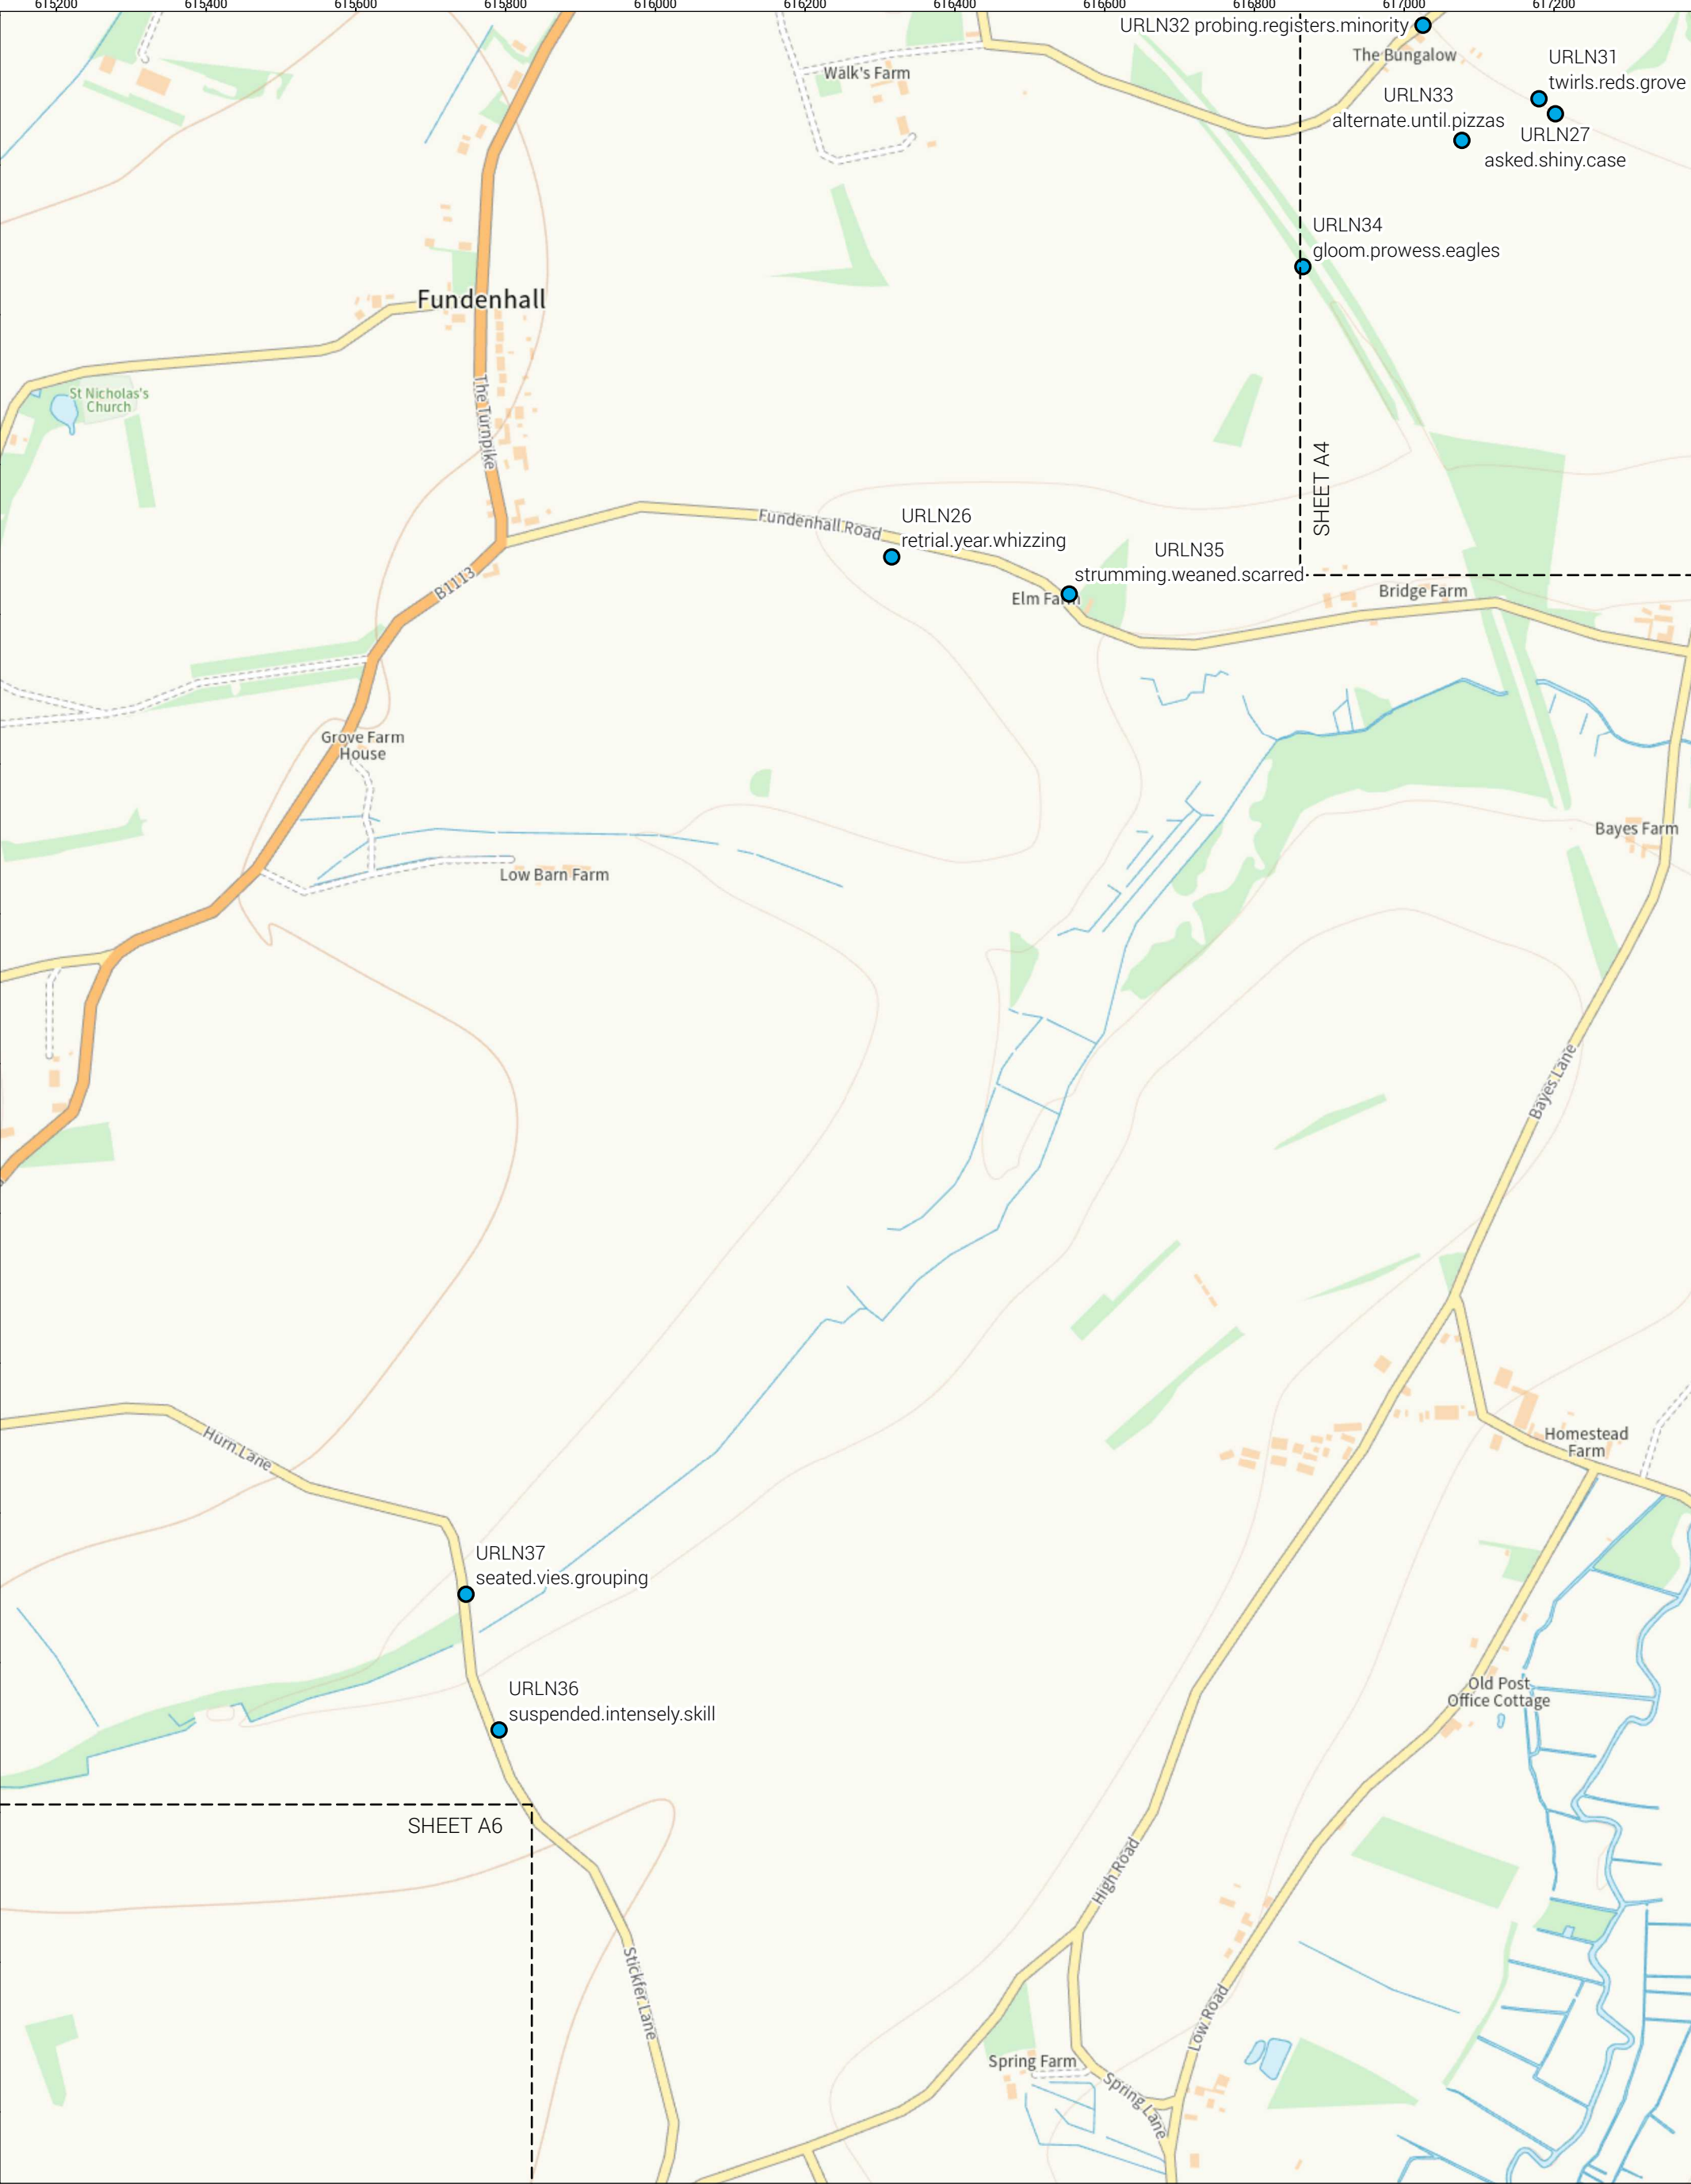 615200 615400 615600 615800 616000 616200 616400 616600 616800 617000 617200
URLN32 probing.registers.minority
The Bungalow
URLN31
twirls.reds.grove
Walk's Farm
URLN33
alternate.until.pizzas
URLN27
asked.shiny.case
URLN34
gloom.prowess.eagles
Fundenhall
St Nicholas's
Church
The Turnpike
SHEET A4
Fundenhall Road
URLN26
retrial.year.whizzing
URLN35
strumming.weaned.scarred
B1113
Elm Farm
Bridge Farm
Grove Farm
House
Bayes Farm
Low Barn Farm
Bayes Lane
Hurn Lane
Homestead
Farm
URLN37
seated.vies.grouping
URLN36
suspended.intensely.skill
Old Post
Office Cottage
SHEET A6
High Road
Stickfer Lane
Low Road
Spring Farm
Spring Lane